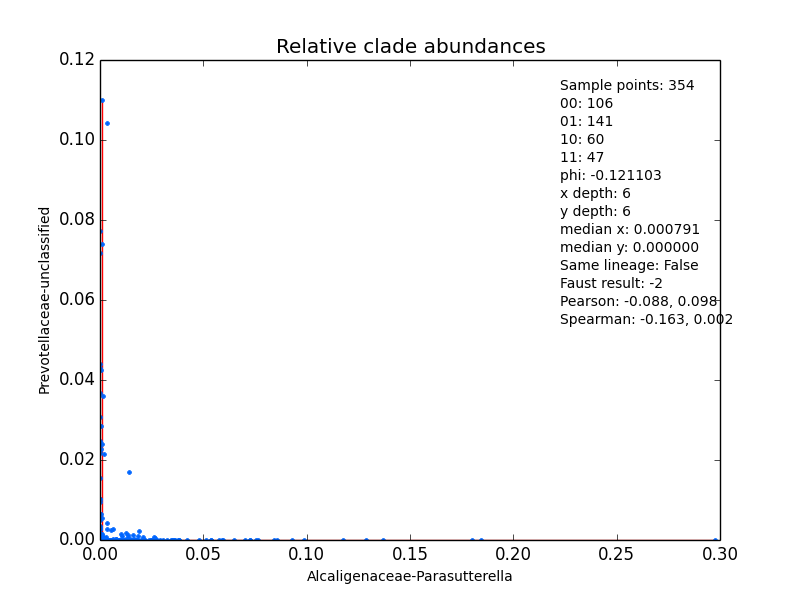 Relative clade abundances
0.12
0.10
0.08
0.06
0.04
0.02
0.00
Prevotellaceae-unclassified
Sample points: 354
00: 106
01: 141
10: 60
11: 47
phi: -0.121103
x depth: 6
y depth: 6
median x: 0.000791
median y: 0.000000
Same lineage: False
Faust result: -2
Pearson: -0.088, 0.098
Spearman: -0.163, 0.002
0.00 0.05 0.10 0.15 0.20 0.25 0.30
Alcaligenaceae-Parasutterella